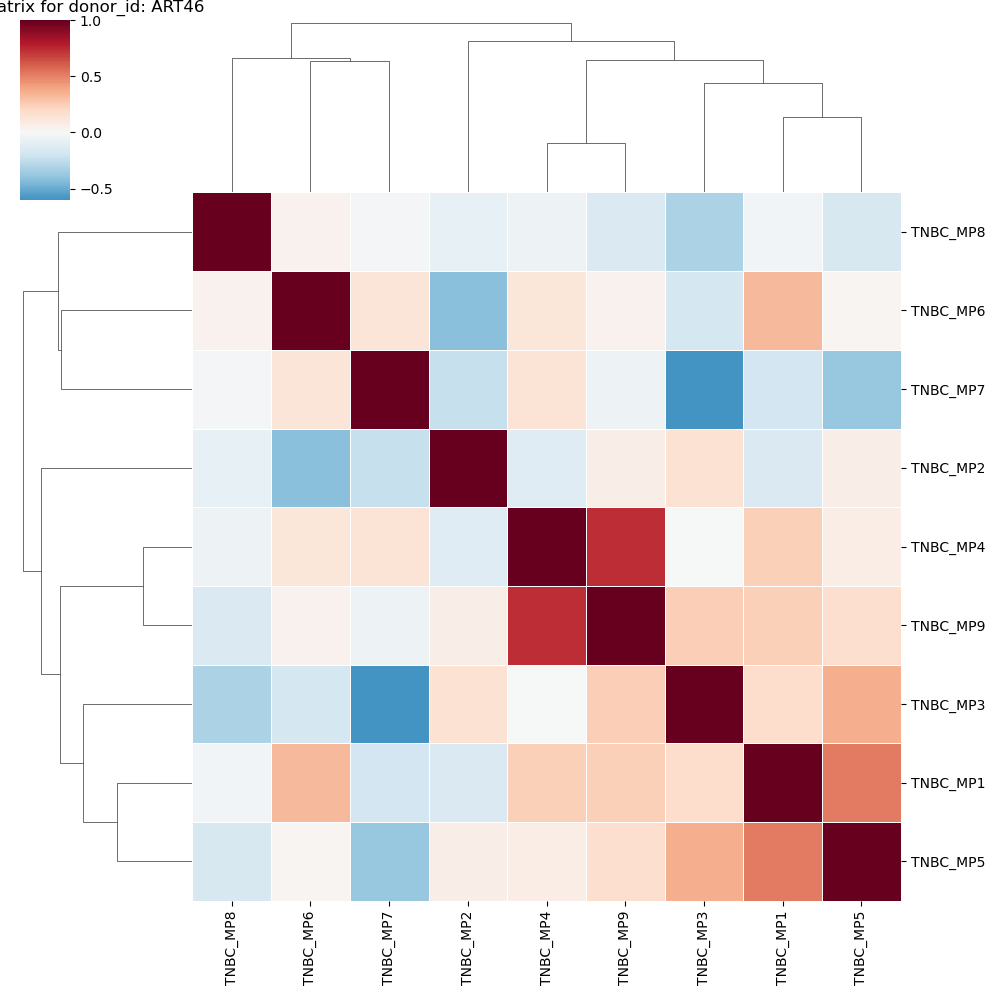 atrix for donor_id: ART46
1.0
0.5
0.0
−0.5
TNBC_MP8
TNBC_MP6
TNBC_MP7
TNBC_MP2
TNBC_MP4
TNBC_MP9
TNBC_MP3
TNBC_MP1
TNBC_MP5
TNBC_MP8
TNBC_MP6
TNBC_MP7
TNBC_MP2
TNBC_MP4
TNBC_MP9
TNBC_MP3
TNBC_MP1
TNBC_MP5